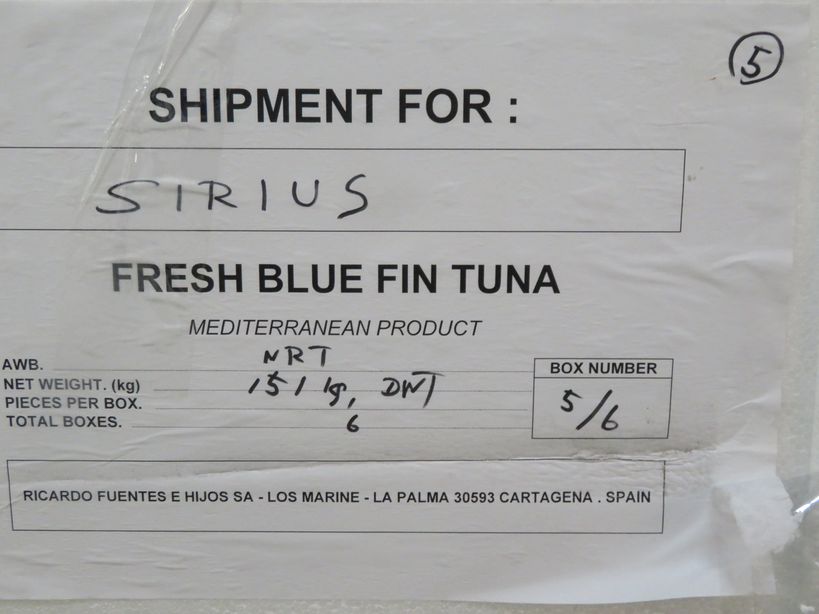 5
SHIPMENT FOR :
SIRIUS
FRESH BLUE FIN TUNA
MEDITERRANEAN PRODUCT
AWB. NRT
NET WEIGHT. (kg) 151 kg, DWT
PIECES PER BOX.
TOTAL BOXES. 6
BOX NUMBER
5/6
RICARDO FUENTES E HIJOS SA - LOS MARINE - LA PALMA 30593 CARTAGENA . SPAIN